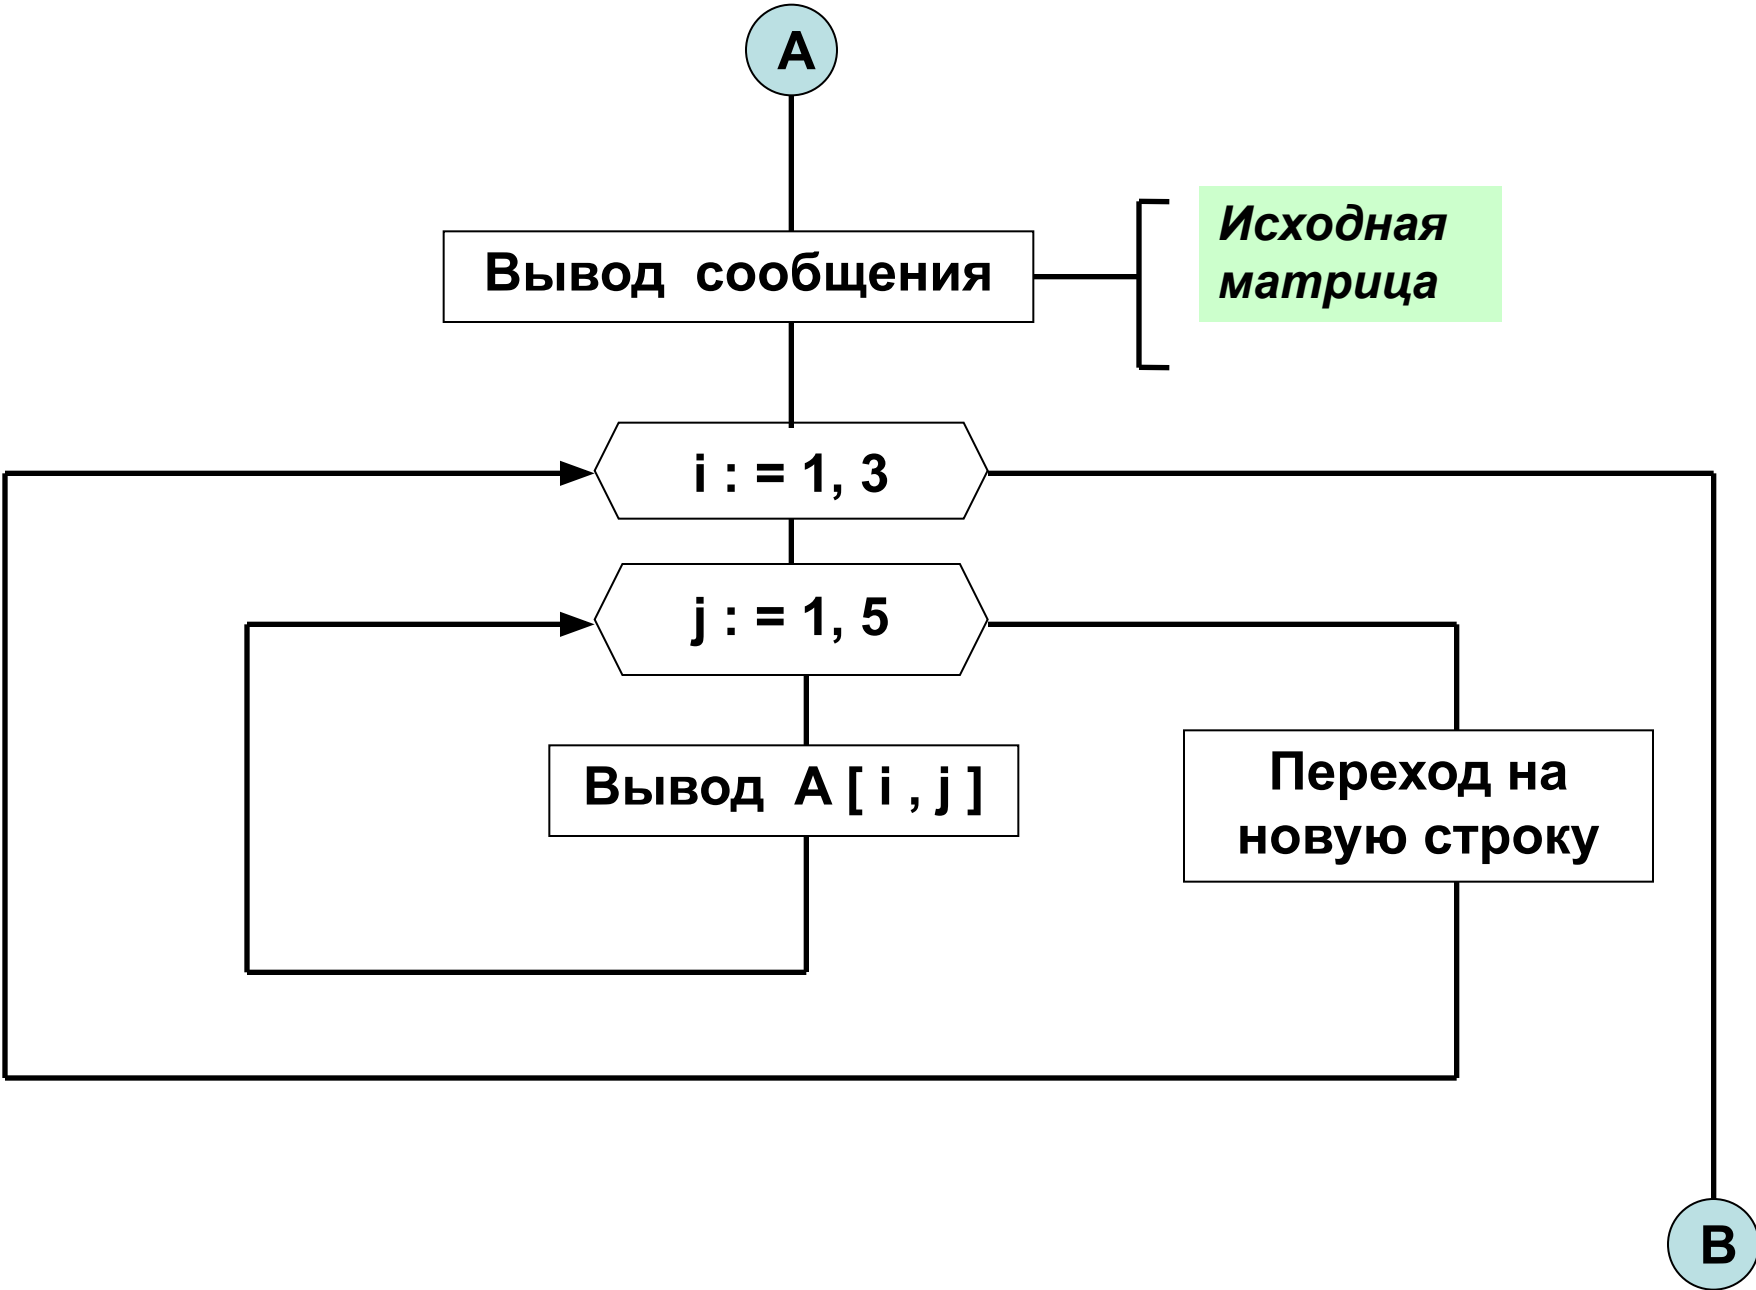 A
Вывод сообщения
Исходная
матрица
i : = 1, 3
j : = 1, 5
Вывод A [ i , j ]
Переход на
новую строку
B